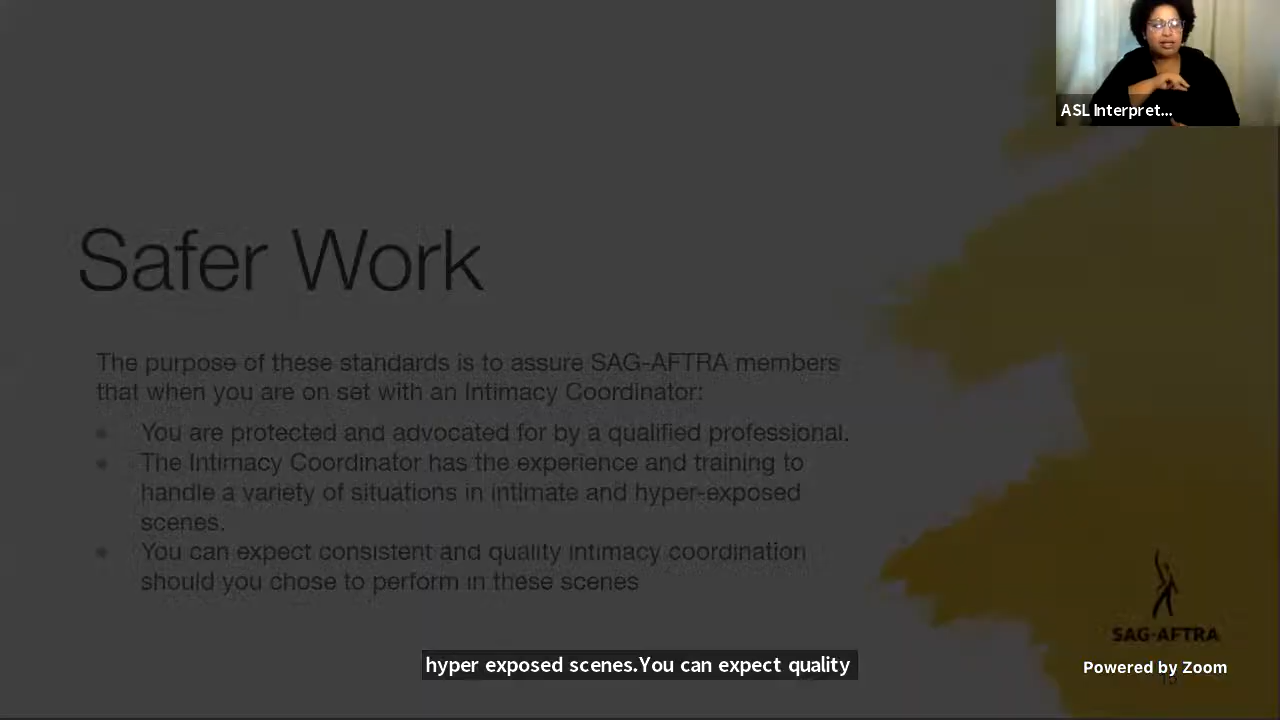 ASL Interpret...
Safer Work
The purpose of these standards is to assure SAG-AFTRA members
that when you are on set with an Intimacy Coordinator:
• You are protected and advocated for by a qualified professional.
• The Intimacy Coordinator has the experience and training to
handle a variety of situations in intimate and hyper-exposed
scenes.
• You can expect consistent and quality intimacy coordination
should you chose to perform in these scenes
SAG·AFTRA
hyper exposed scenes.You can expect quality
Powered by Zoom